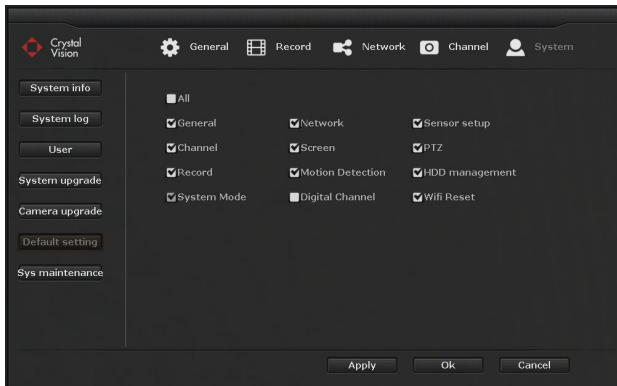 Crystal Vision
General Record Network Channel System
System info
System log
User
System upgrade
Camera upgrade
Default setting
Sys maintenance
All
General Network Sensor setup
Channel Screen PTZ
Record Motion Detection HDD management
System Mode Digital Channel Wifi Reset
Apply Ok Cancel